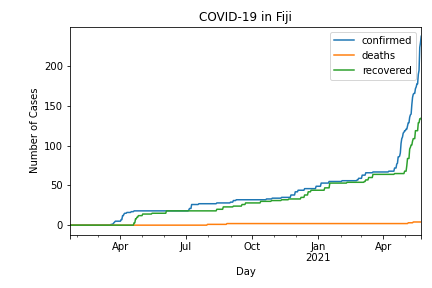 COVID-19 in Fiji
confirmed
deaths
recovered
Number of Cases
200
150
100
50
0
Apr
Jul
Oct
Jan
2021
Apr
Day